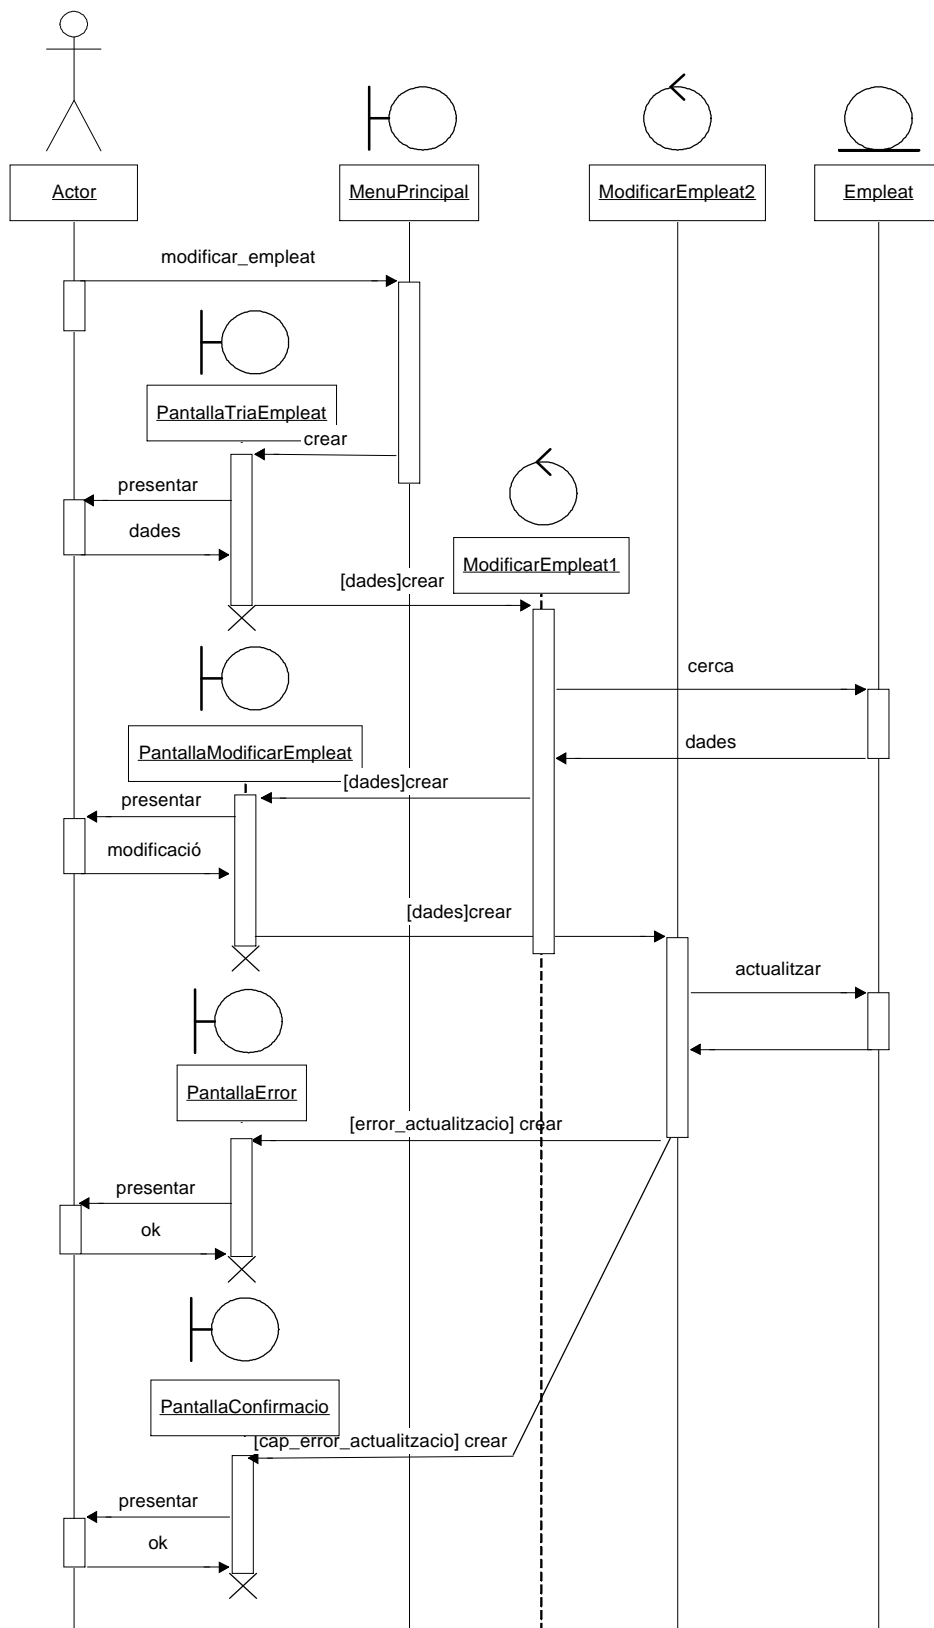 Actor
MenuPrincipal
ModificarEmpleat2
Empleat
modificar_empleat
PantallaTriaEmpleat
crear
presentar
dades
ModificarEmpleat1
[dades]crear
cerca
dades
PantallaModificarEmpleat
[dades]crear
presentar
modificació
[dades]crear
actualitzar
PantallaError
[error_actualitzacio] crear
presentar
ok
PantallaConfirmacio
[cap_error_actualitzacio] crear
presentar
ok